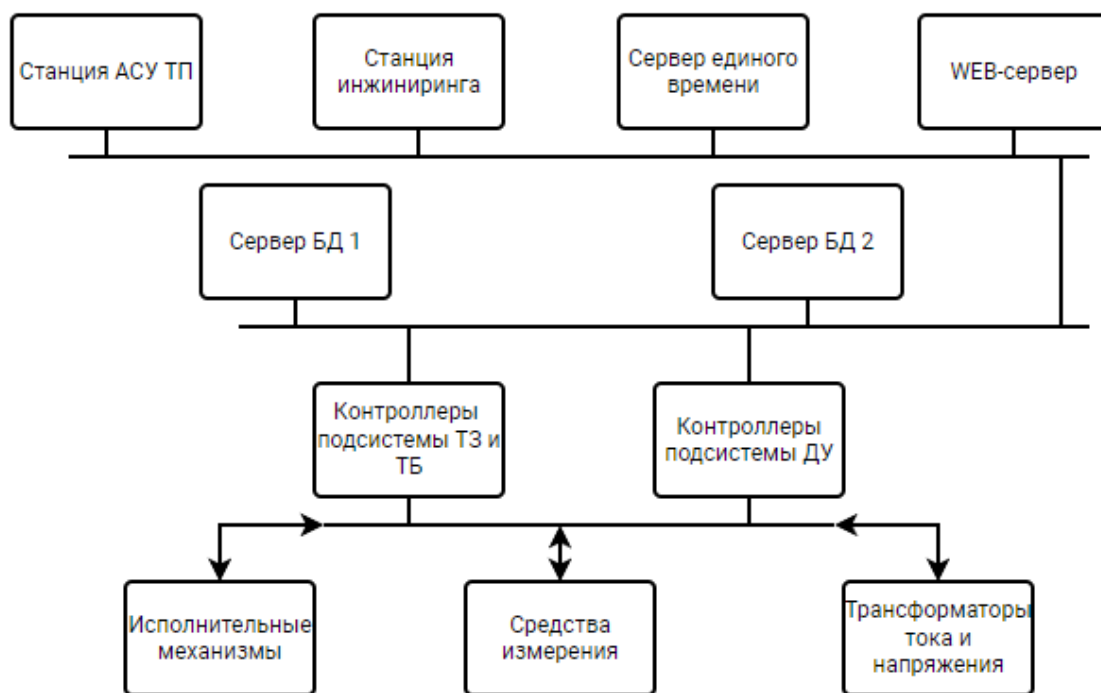 Станция АСУ ТП
Станция
инжиниринга
Сервер единого
времени
WEB-сервер
Сервер БД 1
Сервер БД 2
Контроллеры
подсистемы ТЗ и
ТБ
Контроллеры
подсистемы ДУ
Исполнительные
механизмы
Средства
измерения
Трансформаторы
тока и
напряжения